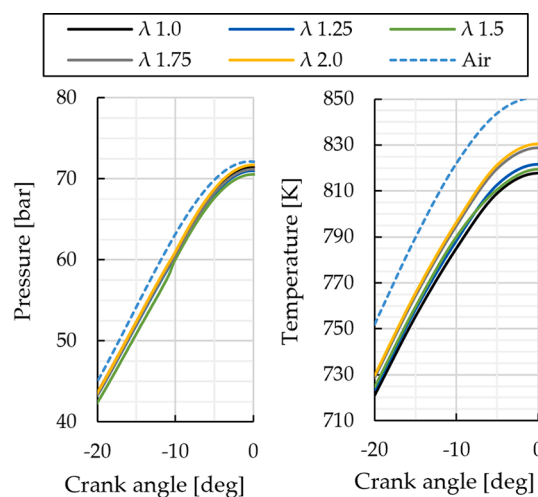 λ 1.0 λ 1.25 λ 1.5
λ 1.75 λ 2.0 Air
80
70
60
50
40
-20 -10 0
Pressure [bar]
Crank angle [deg]
850
830
810
790
770
750
730
710
-20 -10 0
Temperature [K]
Crank angle [deg]